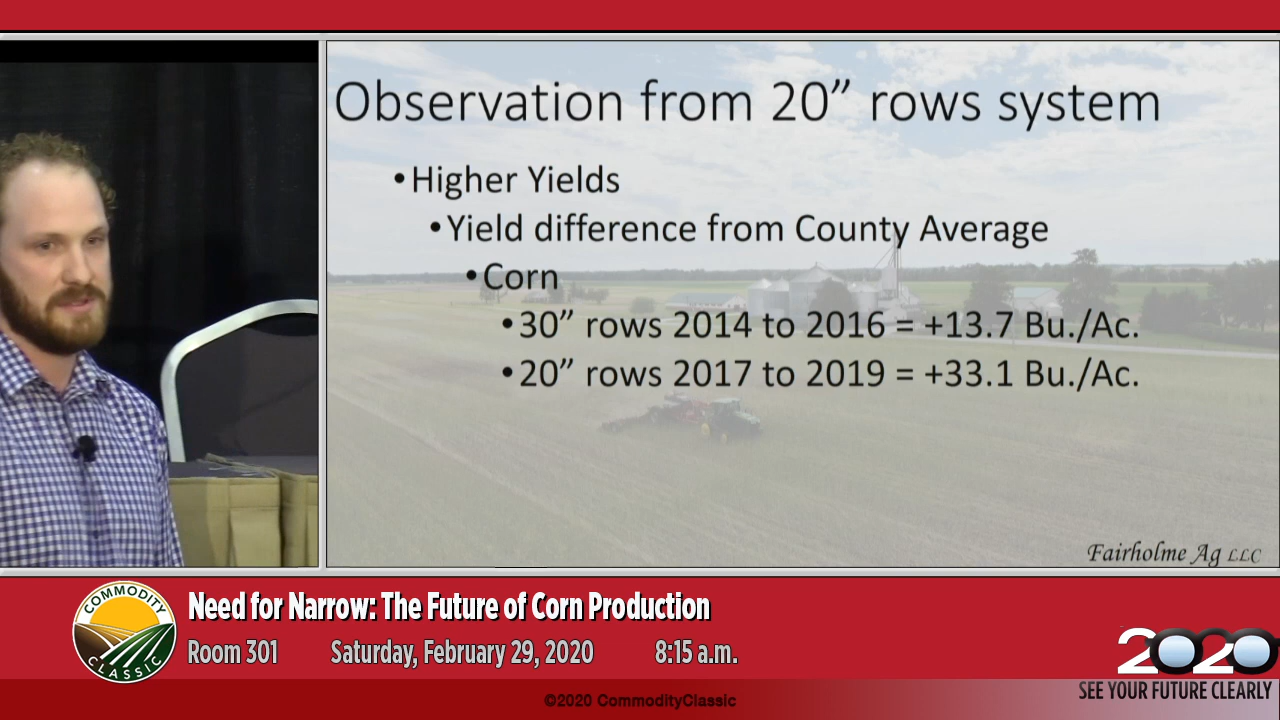 Observation from 20” rows system
•Higher Yields
•Yield difference from County Average
•Corn
•30” rows 2014 to 2016 = +13.7 Bu./Ac.
•20” rows 2017 to 2019 = +33.1 Bu./Ac.
Fairholme Ag LLC
COMMODITY
CLASSIC
Need for Narrow: The Future of Corn Production
Room 301 Saturday, February 29, 2020 8:15 a.m.
2020
SEE YOUR FUTURE CLEARLY
©2020 CommodityClassic